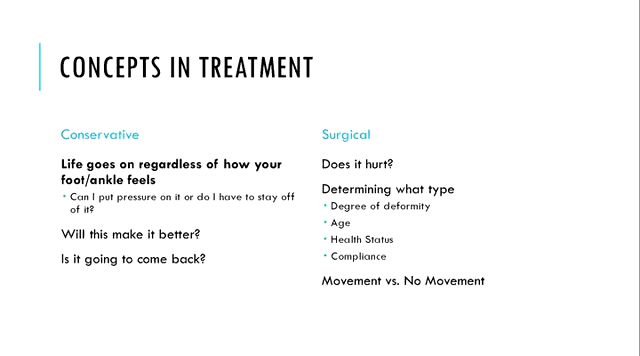 CONCEPTS IN TREATMENT
Conservative
Life goes on regardless of how your
foot/ankle feels
• Can I put pressure on it or do I have to stay off
of it?
Will this make it better?
Is it going to come back?
Surgical
Does it hurt?
Determining what type
• Degree of deformity
• Age
• Health Status
• Compliance
Movement vs. No Movement